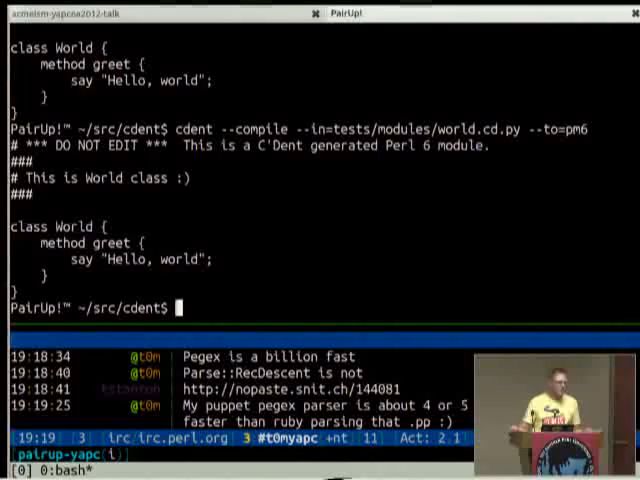 acmeism-yapcna2012-talk
PairUp!
class World {
method greet {
say "Hello, world";
}
}
PairUp!™ ~/src/cdent$ cdent --compile --in=tests/modules/world.cd.py --to=pm6
# *** DO NOT EDIT ***  This is a C'Dent generated Perl 6 module.
###
# This is World class :)
###
class World {
method greet {
say "Hello, world";
}
}
PairUp!™ ~/src/cdent$
19:18:34 @t0m | Pegex is a billion fast
19:18:40 @t0m | Parse::RecDescent is not
19:18:41 | http://nopaste.snit.ch/144081
19:19:25 @t0m | My puppet pegex parser is about 4 or 5
faster than ruby parsing that .pp :)
19:19 [3 irc/irc.perl.org 3 #t0myapc +nt [11] Act: 2.1
[pairup-yapc(i)
[0] 0:bash*